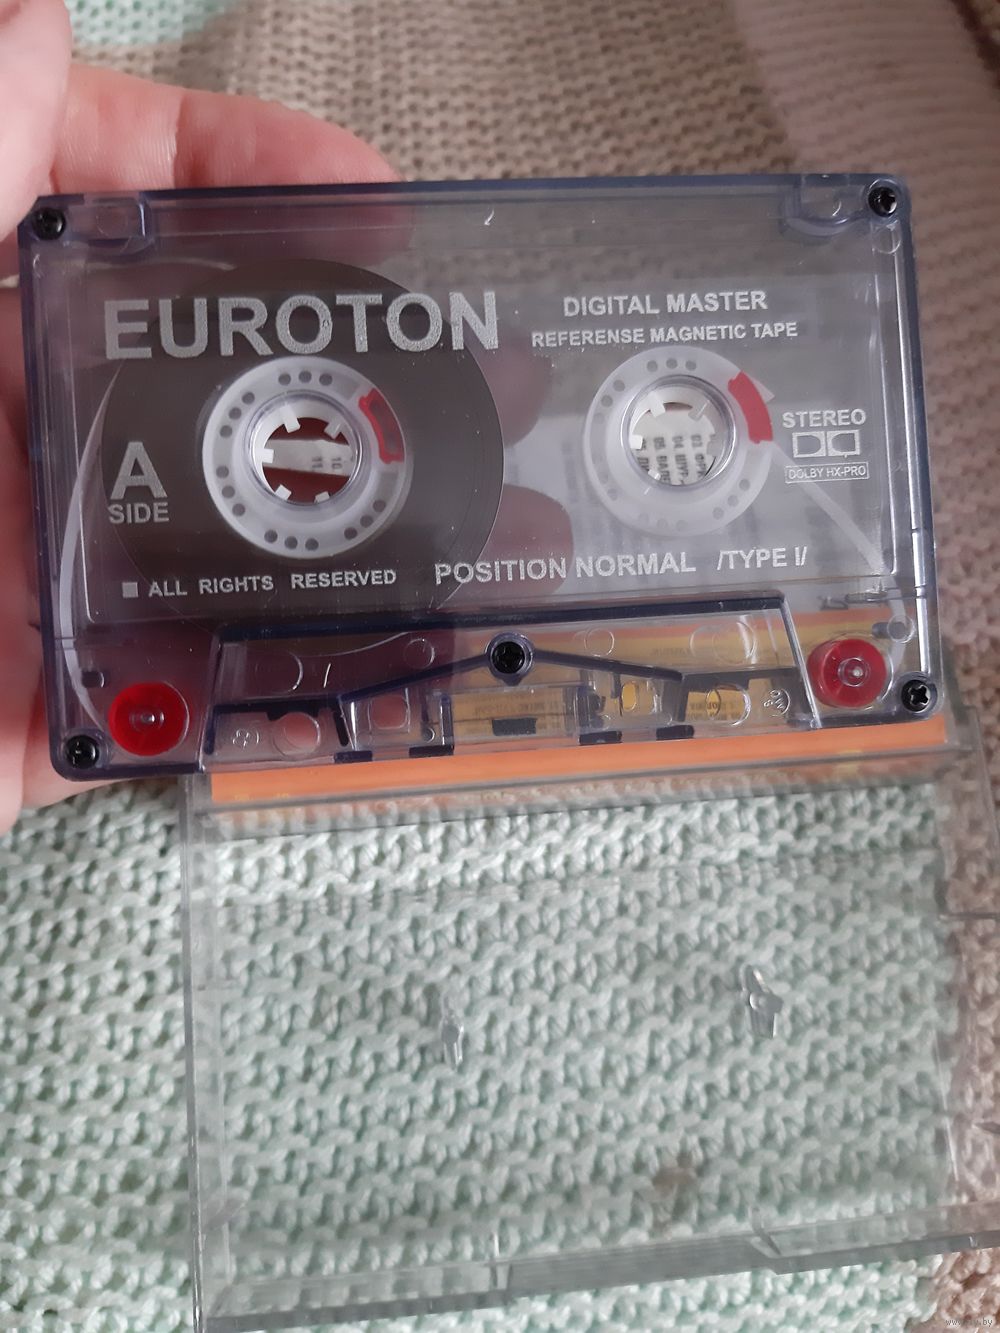 EUROTON
DIGITAL MASTER
REFERENSE MAGNETIC TAPE
A
SIDE
STEREO
DOLBY HX-PRO
POSITION NORMAL /TYPE I/
ALL RIGHTS RESERVED